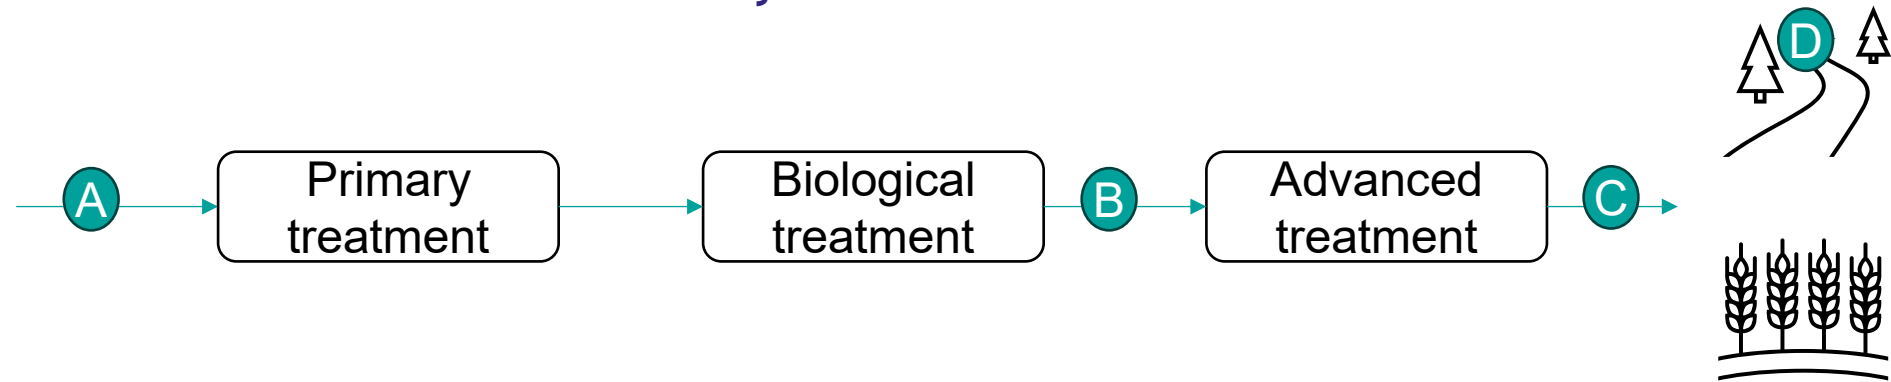 D
A
Primary
treatment
Biological
treatment
B
Advanced
treatment
C